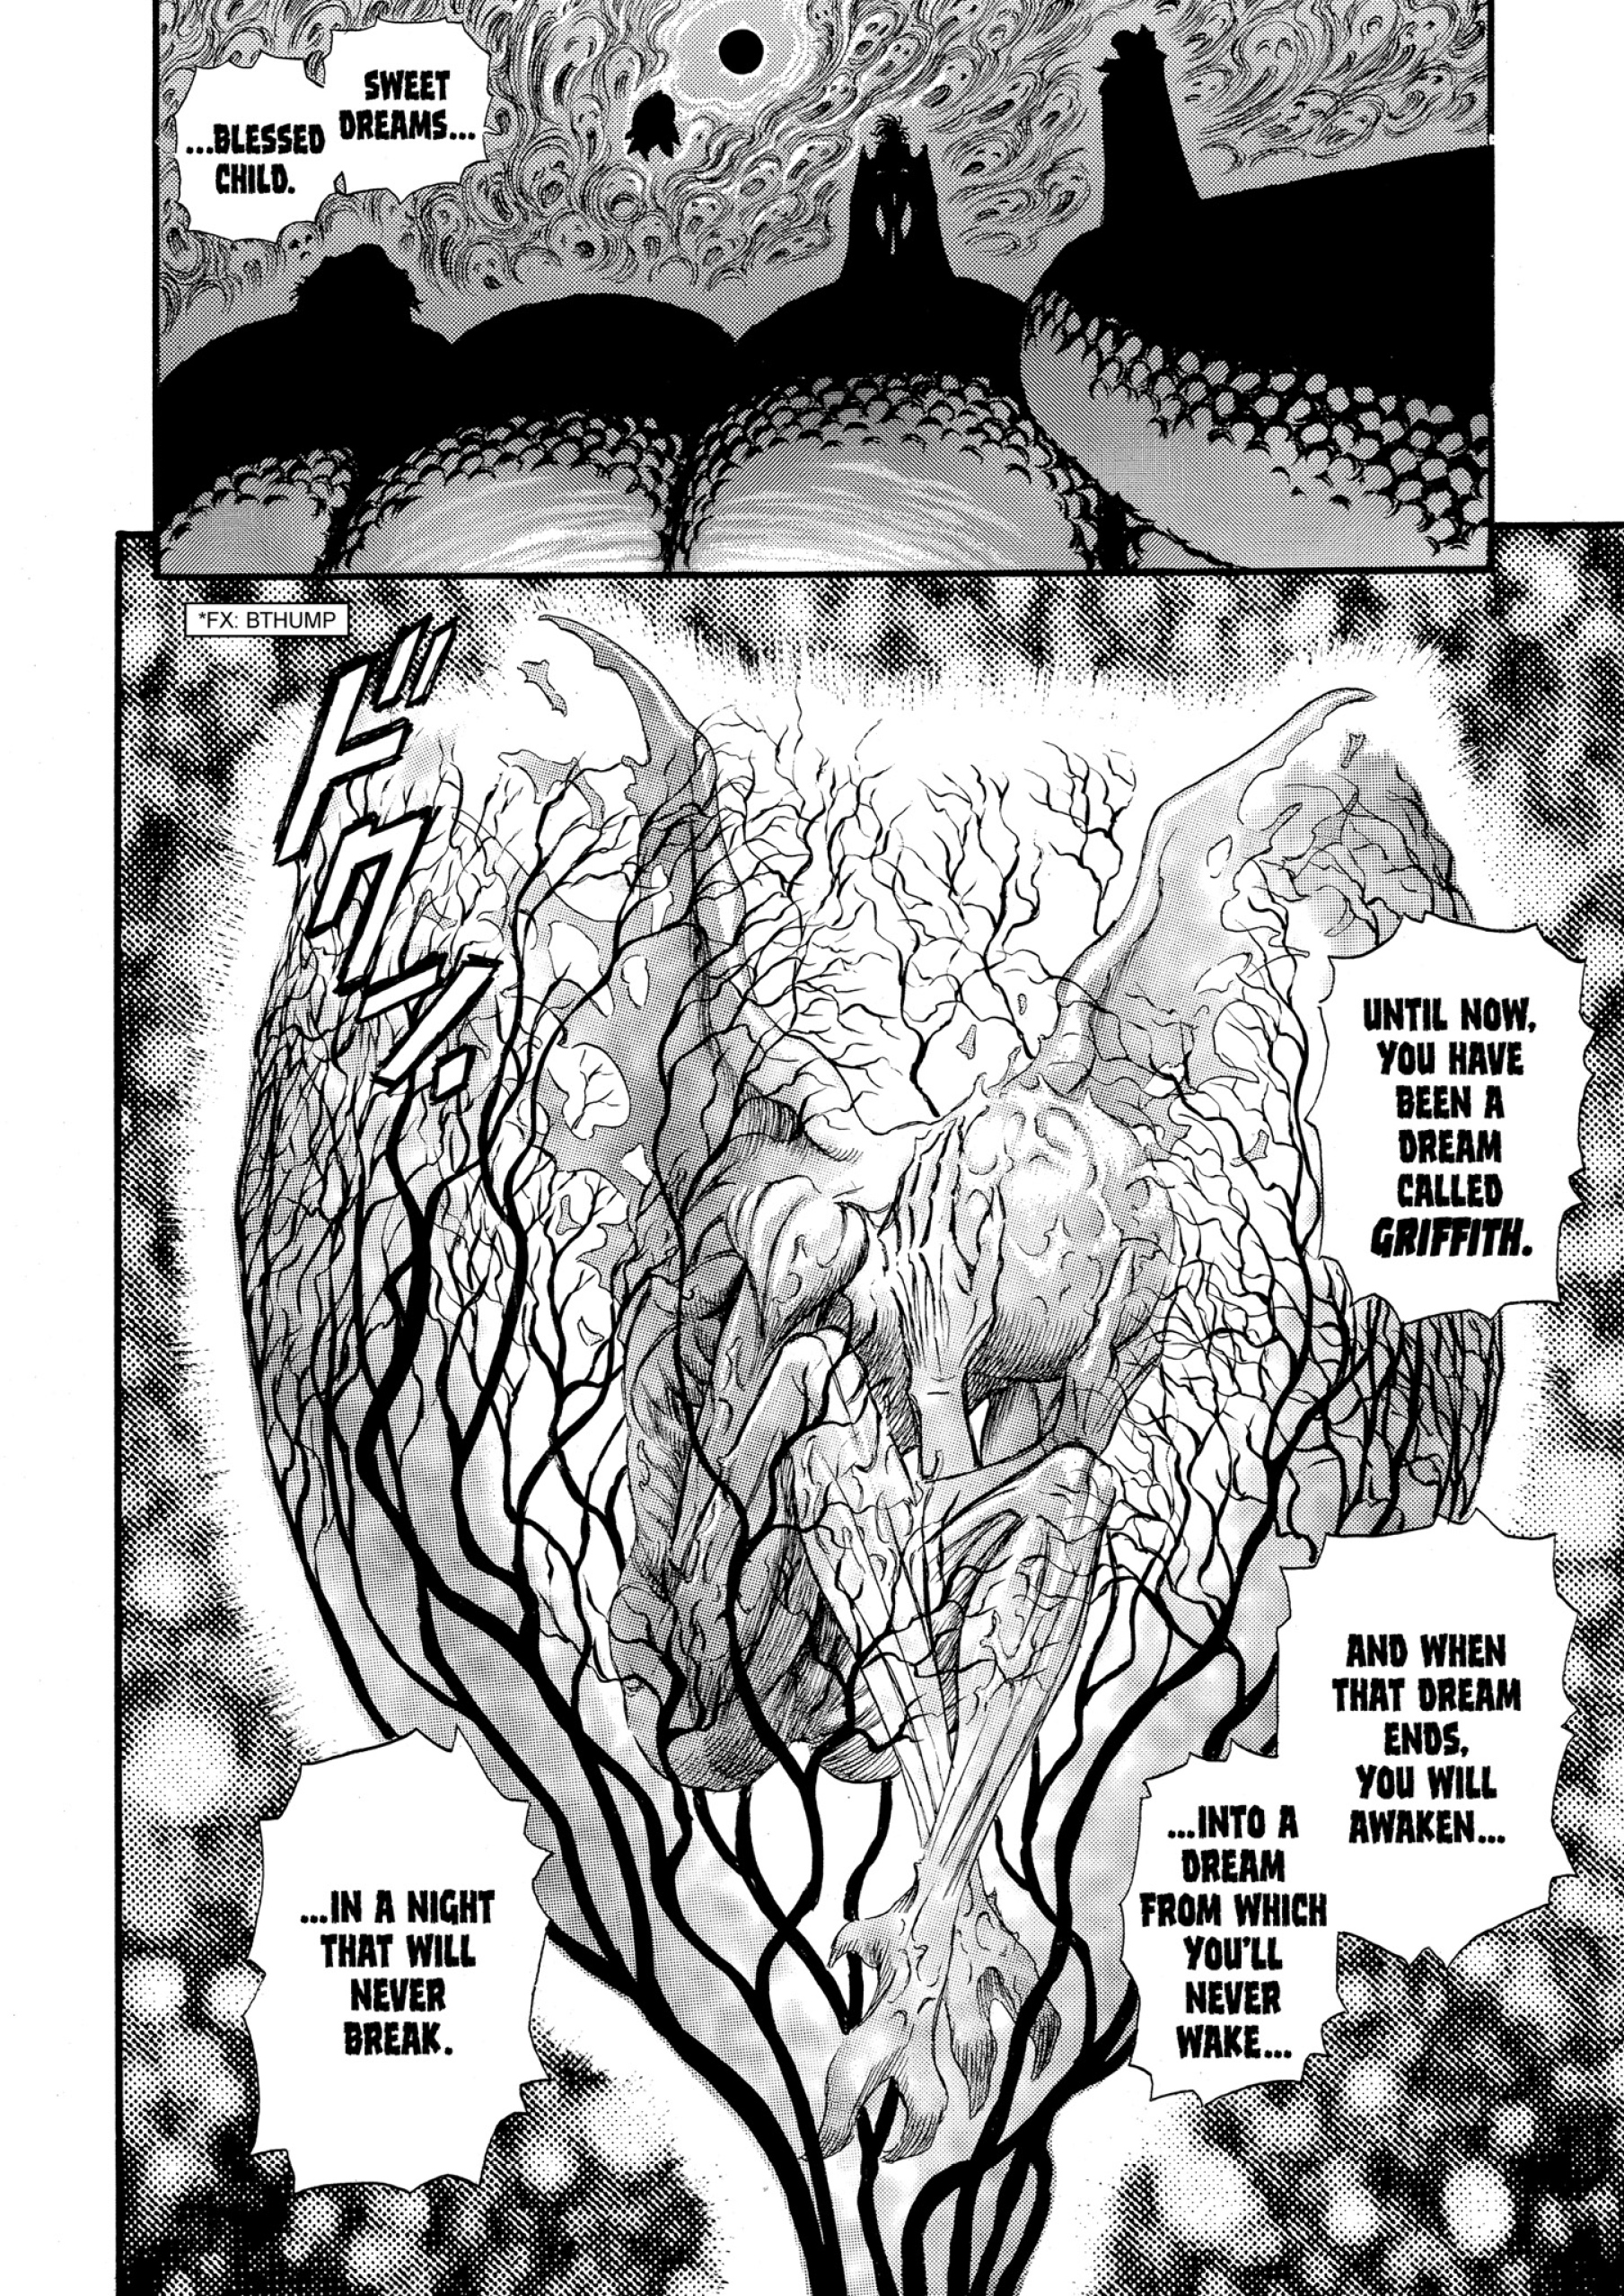 SWEET
DREAMS...
...BLESSED
CHILD.
*FX: BTHUMP
ドクン
UNTIL NOW,
YOU HAVE
BEEN A
DREAM
CALLED
GRIFFITH.
AND WHEN
THAT DREAM
ENDS,
YOU WILL
AWAKEN...
...INTO A
DREAM
FROM WHICH
YOU'LL
NEVER
WAKE...
...IN A NIGHT
THAT WILL
NEVER
BREAK.